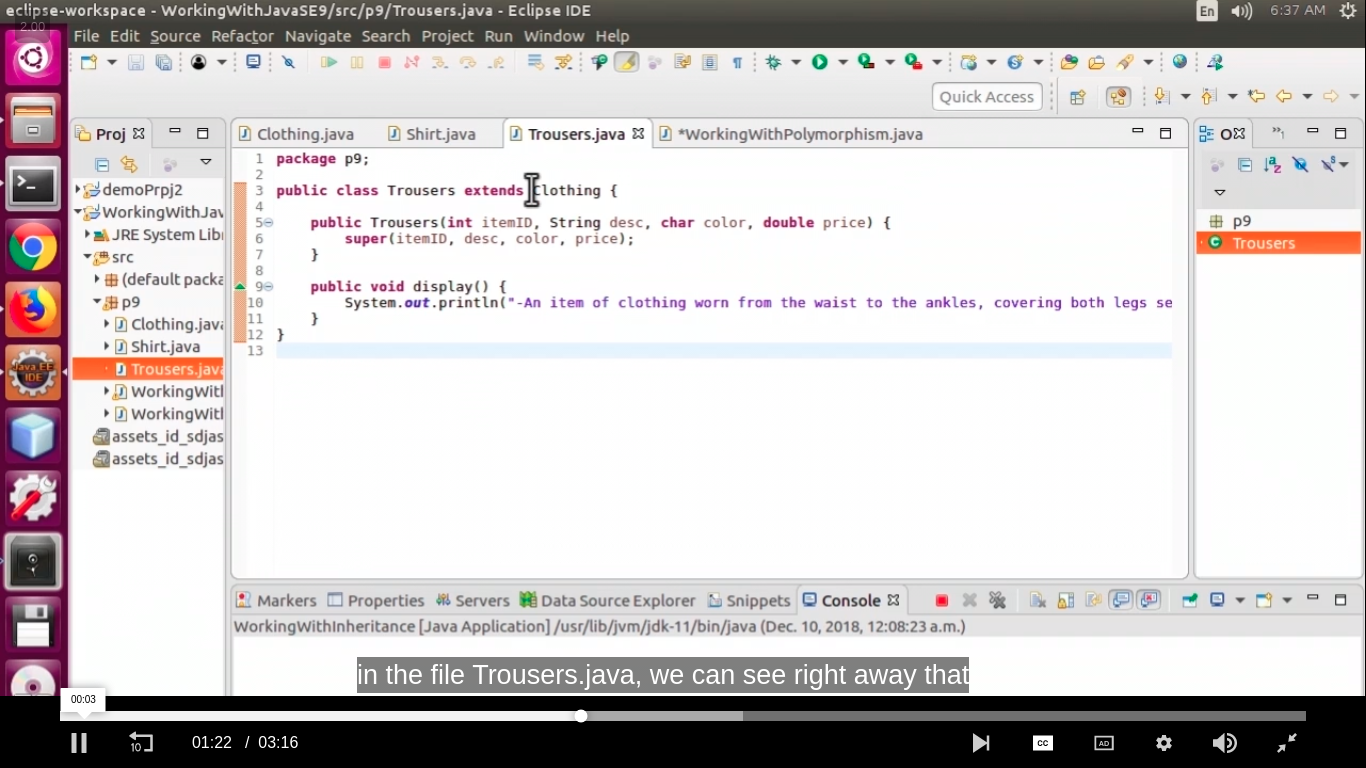 eclipse-workspace - WorkingWithJavaSE9/src/p9/Trousers.java - Eclipse IDE
En
6:37 AM
2.00
File Edit Source Refactor Navigate Search Project Run Window Help
Quick Access
Proj
Clothing.java
Shirt.java
Trousers.java
*WorkingWithPolymorphism.java
demoPrpj2
WorkingWithJav
JRE System Libr
src
(default packa
p9
Clothing.java
Shirt.java
Trousers.java
WorkingWith
WorkingWith
assets_id_sdjas
assets_id_sdjas
Java EE
IDE
1 package p9;
2
3 public class Trousers extends Clothing {
4
5 public Trousers(int itemID, String desc, char color, double price) {
6 super(itemID, desc, color, price);
7 }
8
9 public void display() {
10 System.out.println("-An item of clothing worn from the waist to the ankles, covering both legs se
11 }
12 }
13
O
p9
Trousers
Markers Properties Servers Data Source Explorer Snippets Console
WorkingWithInheritance [Java Application] /usr/lib/jvm/jdk-11/bin/java (Dec. 10, 2018, 12:08:23 a.m.)
in the file Trousers.java, we can see right away that
00:03
10
01:22 / 03:16
CC
AD